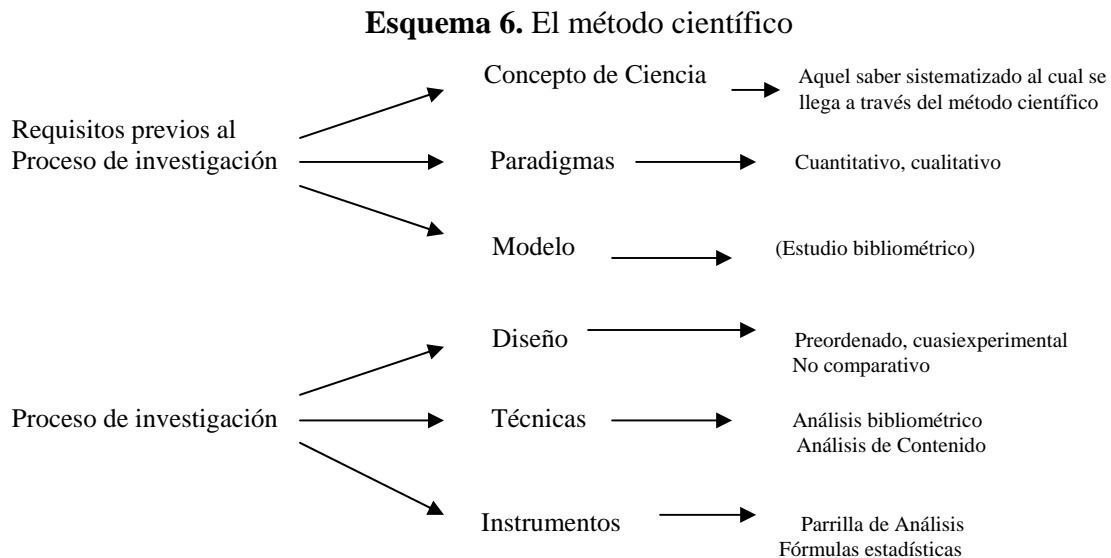 Esquema 6. El método científico
Concepto de Ciencia
Aquel saber sistematizado al cual se
llega a través del método científico
Requisitos previos al
Proceso de investigación
Paradigmas
Cuantitativo, cualitativo
Modelo
(Estudio bibliométrico)
Diseño
Preordenado, cuasiexperimental
No comparativo
Proceso de investigación
Técnicas
Análisis bibliométrico
Análisis de Contenido
Instrumentos
Parrilla de Análisis
Fórmulas estadísticas